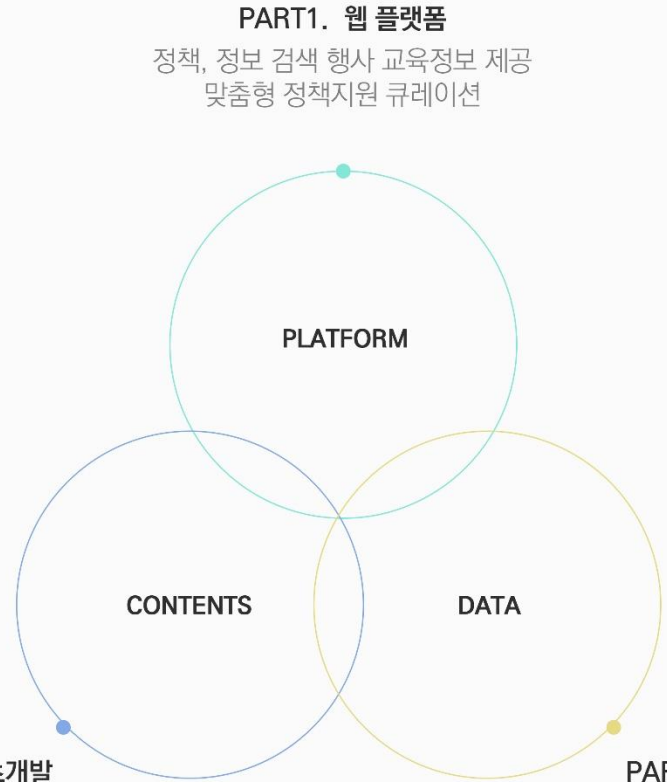 PART1. 웹 플랫폼
정책, 정보 검색 행사 교육정보 제공
맞춤형 정책지원 큐레이션
PLATFORM
CONTENTS
DATA
개발